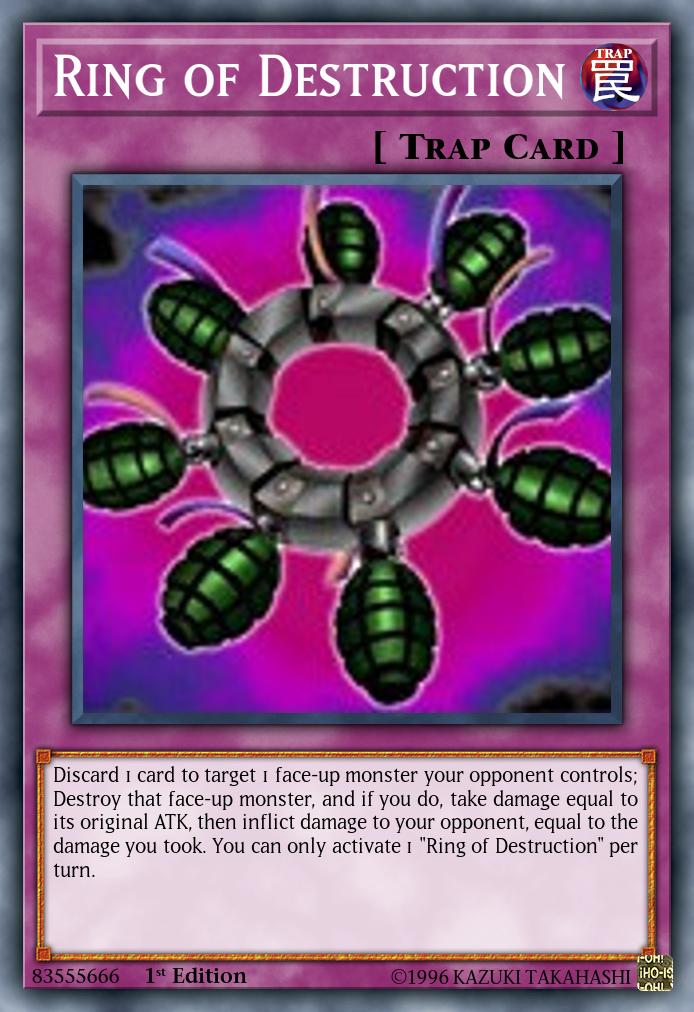 RING OF DESTRUCTION
TRAP
罠
[ TRAP CARD ]
Discard 1 card to target 1 face-up monster your opponent controls;
Destroy that face-up monster, and if you do, take damage equal to
its original ATK, then inflict damage to your opponent, equal to the
damage you took. You can only activate 1 "Ring of Destruction" per
turn.
83555666 1st Edition ©1996 KAZUKI TAKAHASHI